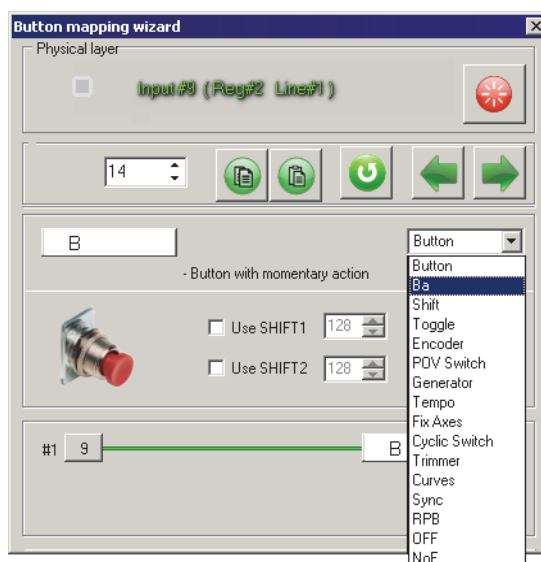 Button mapping wizard
Physical layer
Input#9 (Reg#2 Line#1)
14
B
Button
- Button with momentary action
Use SHIFT1 128
Use SHIFT2 128
Button
Ba
Shift
Toggle
Encoder
POV Switch
Generator
Tempo
Fix Axes
Cyclic Switch
Trimmer
Curves
Sync
RPB
OFF
#1 9 B